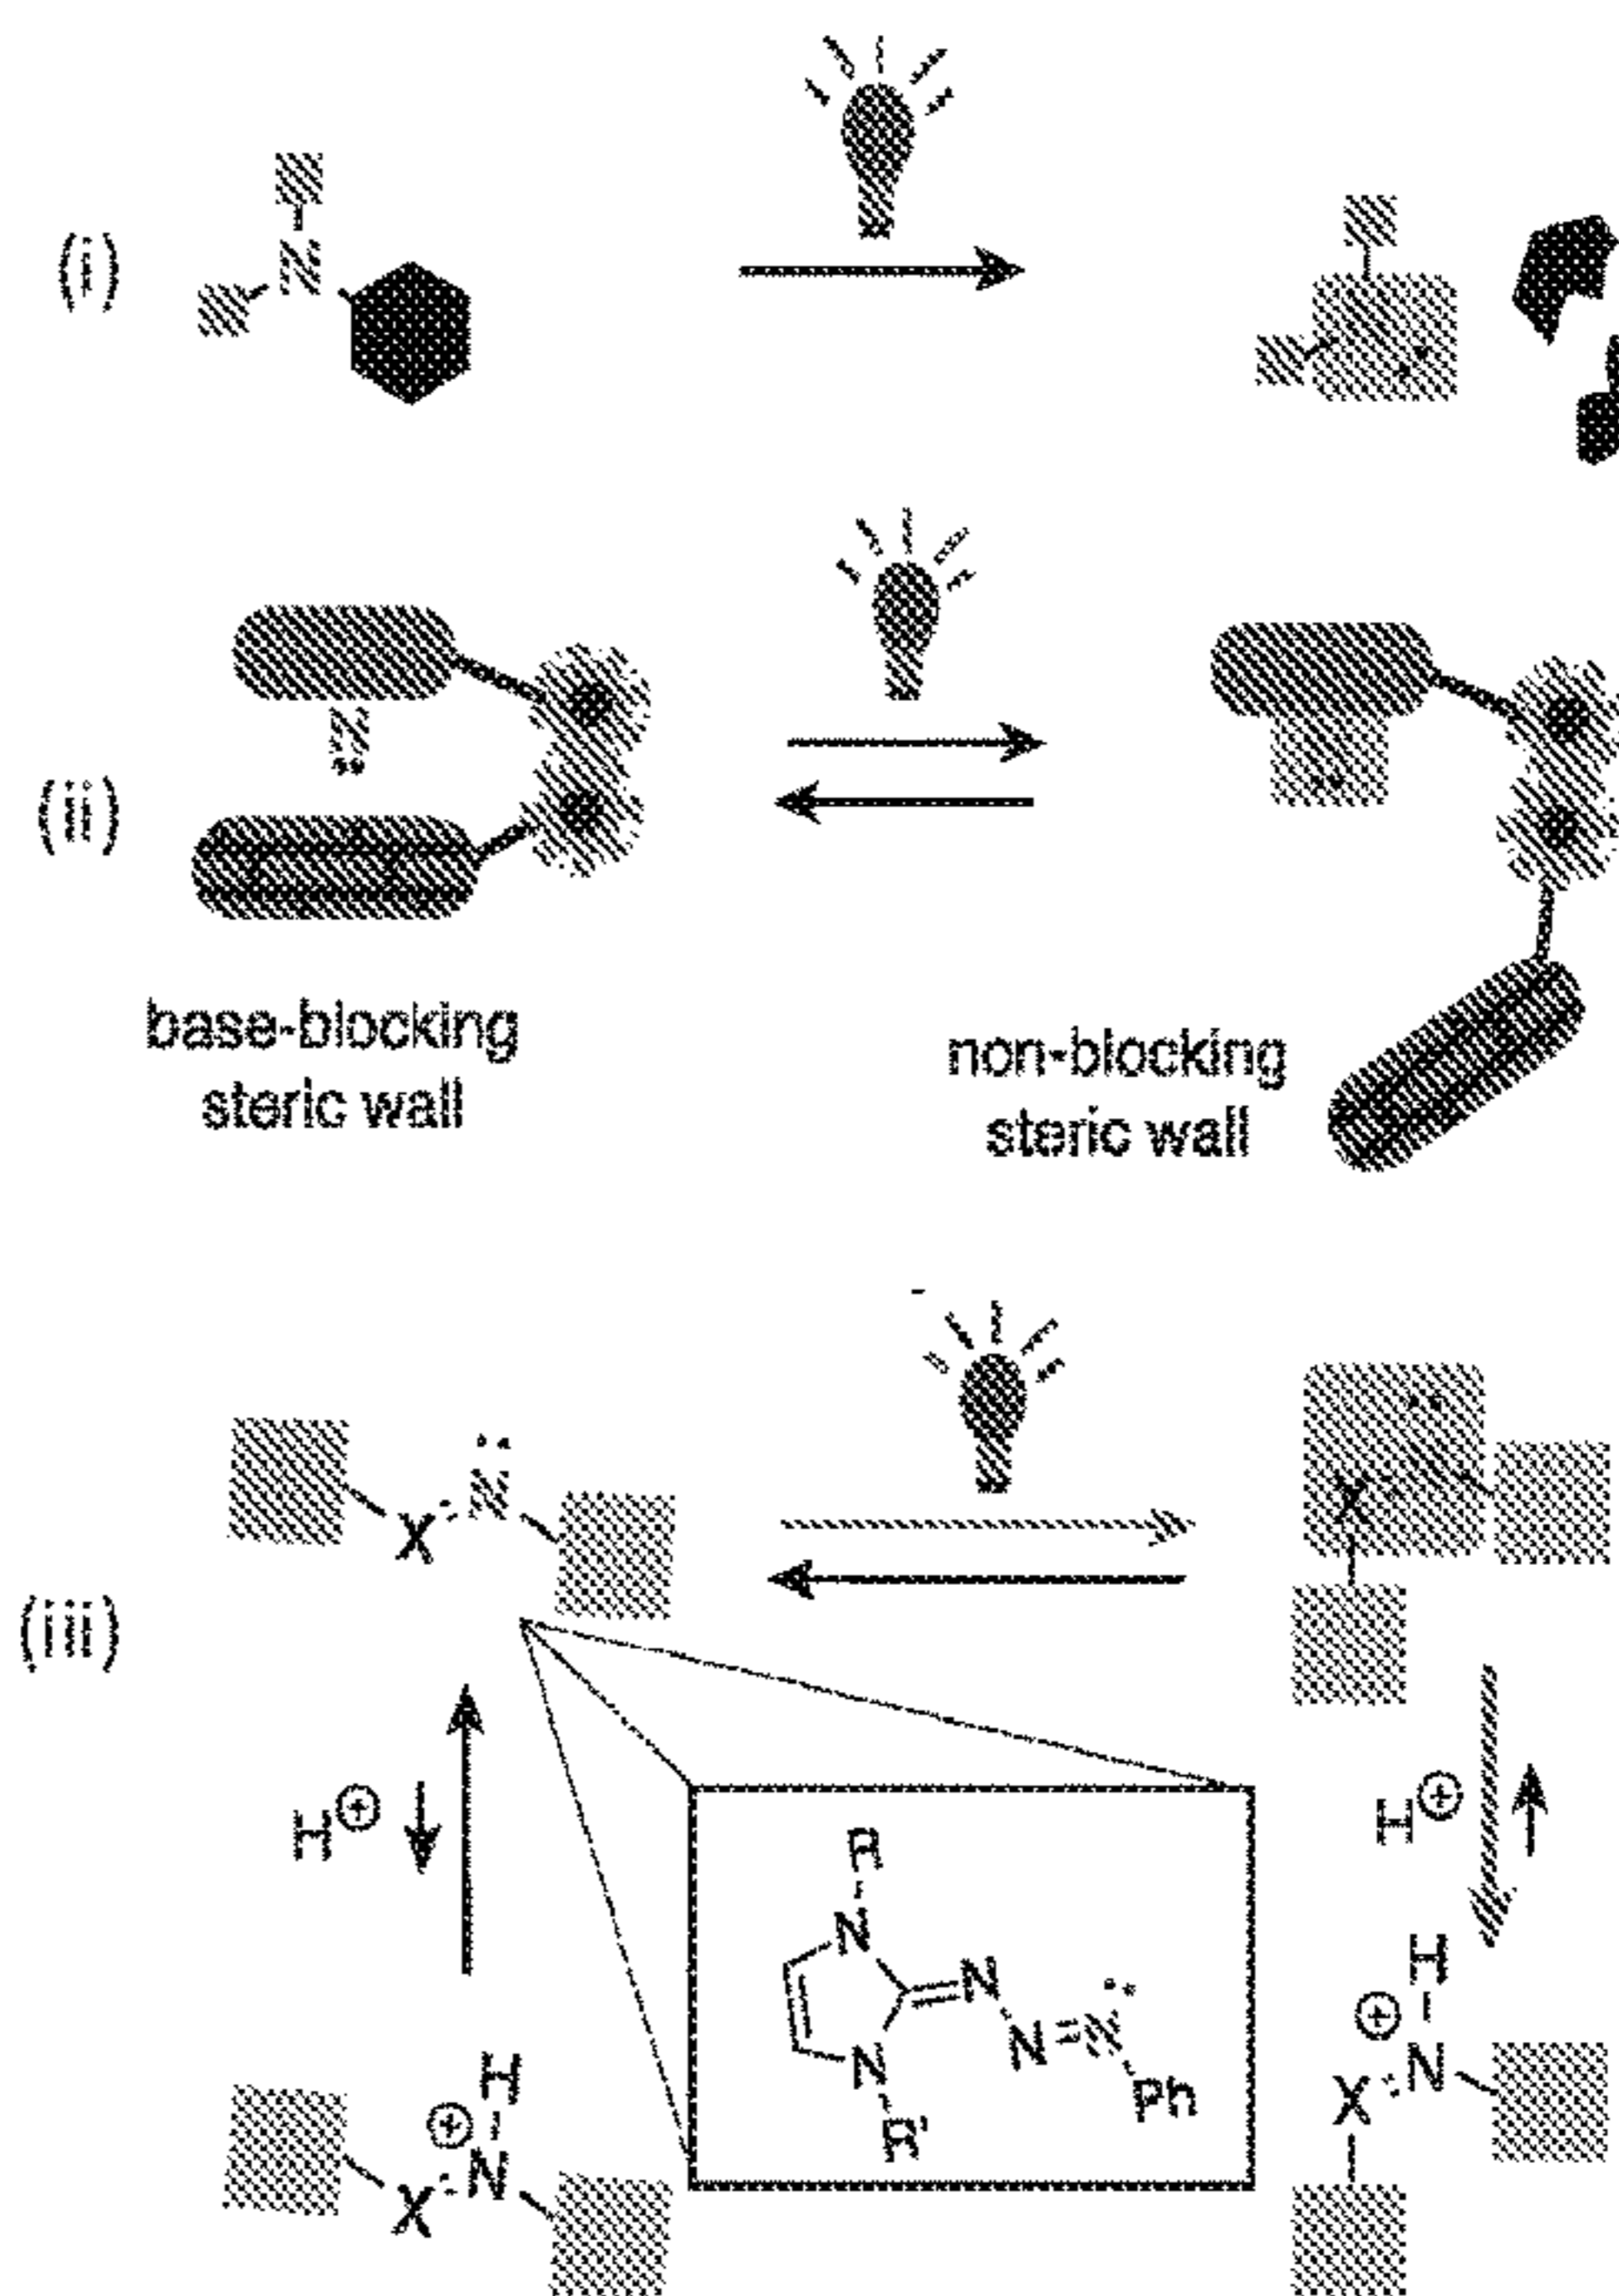 (i)
(ii)
base-blocking
steric wall
non-blocking
steric wall
(iii)
X N
X
H⊕
H⊕
R
N
N
N=N
N
Ph
R'
H
⊕
X N
H
⊕
X N